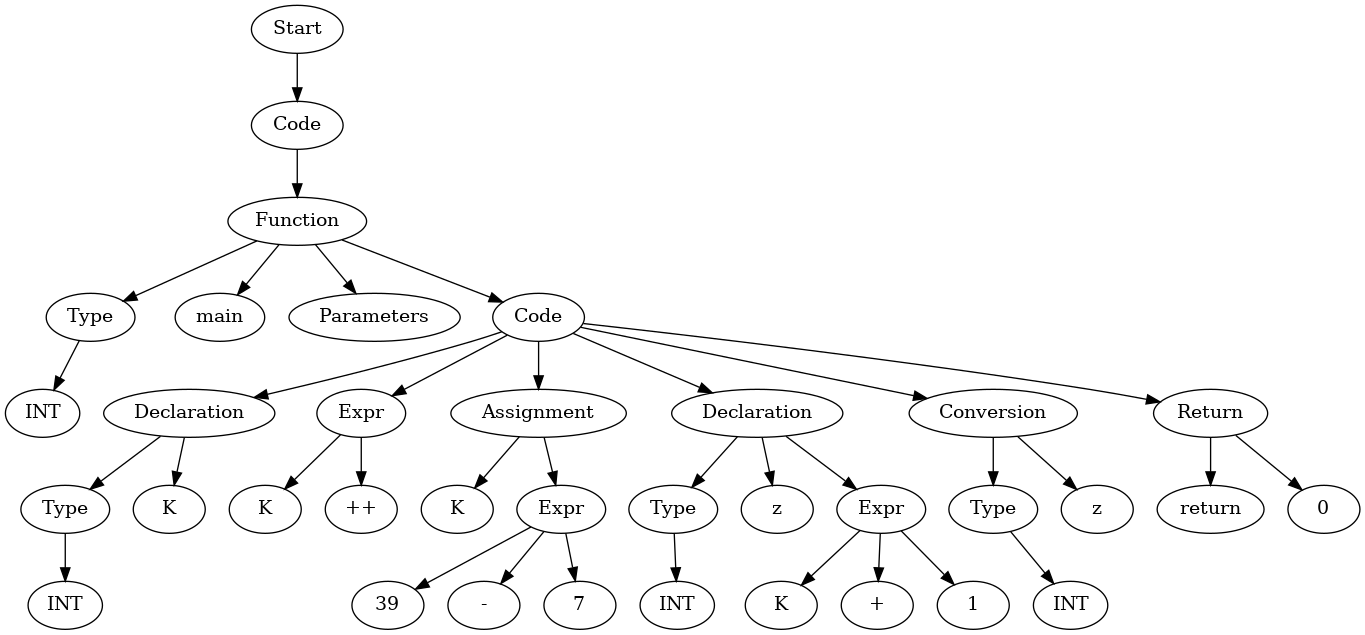 Start
Code
Function
Type main Parameters Code
INT Declaration Expr Assignment Declaration Conversion Return
Type K K ++ K Expr Type z Expr Type z return 0
INT 39 - 7 INT K + 1 INT